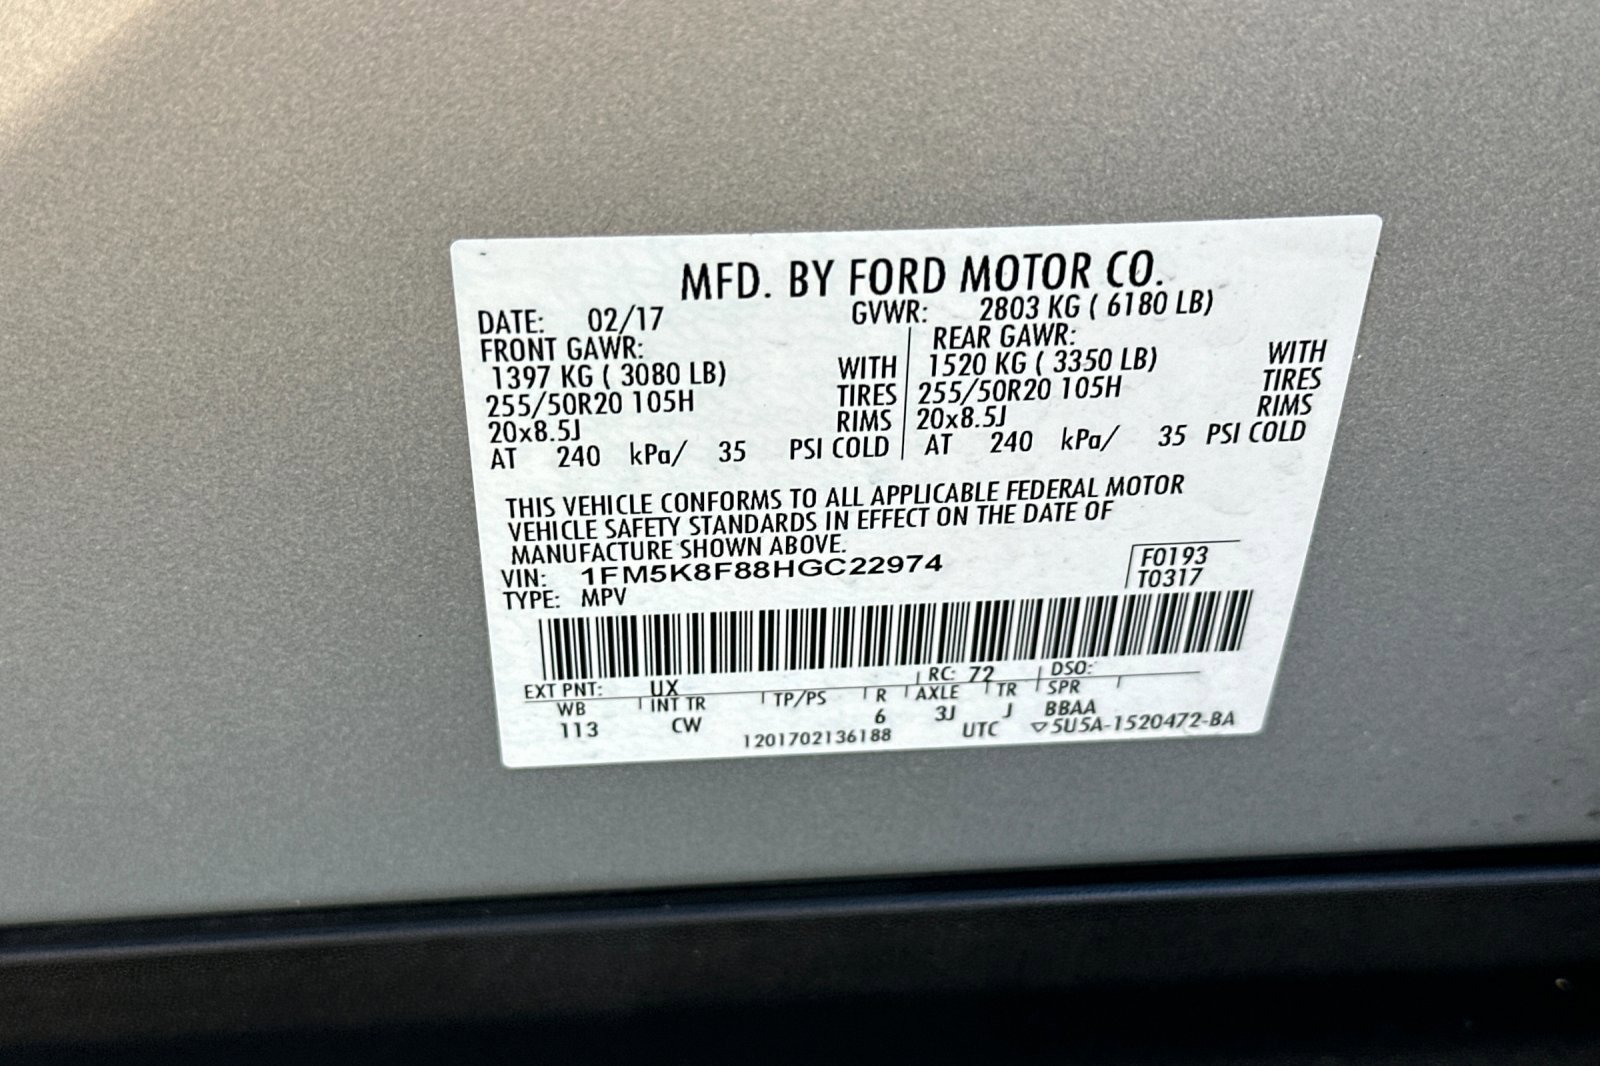 MFD. BY FORD MOTOR CO.
DATE: 02/17 GVWR: 2803 KG ( 6180 LB)
FRONT GAWR: REAR GAWR:
1397 KG ( 3080 LB) WITH 1520 KG ( 3350 LB) WITH
255/50R20 105H TIRES 255/50R20 105H TIRES
20x8.5J RIMS 20x8.5J RIMS
AT 240 kPa/ 35 PSI COLD AT 240 kPa/ 35 PSI COLD
THIS VEHICLE CONFORMS TO ALL APPLICABLE FEDERAL MOTOR
VEHICLE SAFETY STANDARDS IN EFFECT ON THE DATE OF
MANUFACTURE SHOWN ABOVE.
VIN: 1FM5K8F88HGC22974 F0193
TYPE: MPV T0317
EXT PNT: UX RC: 72 DSO:
WB INT TR TP/PS R AXLE TR SPR
113 CW 6 3J J BBAA
1201702136188 UTC ▽5U5A-1520472-BA